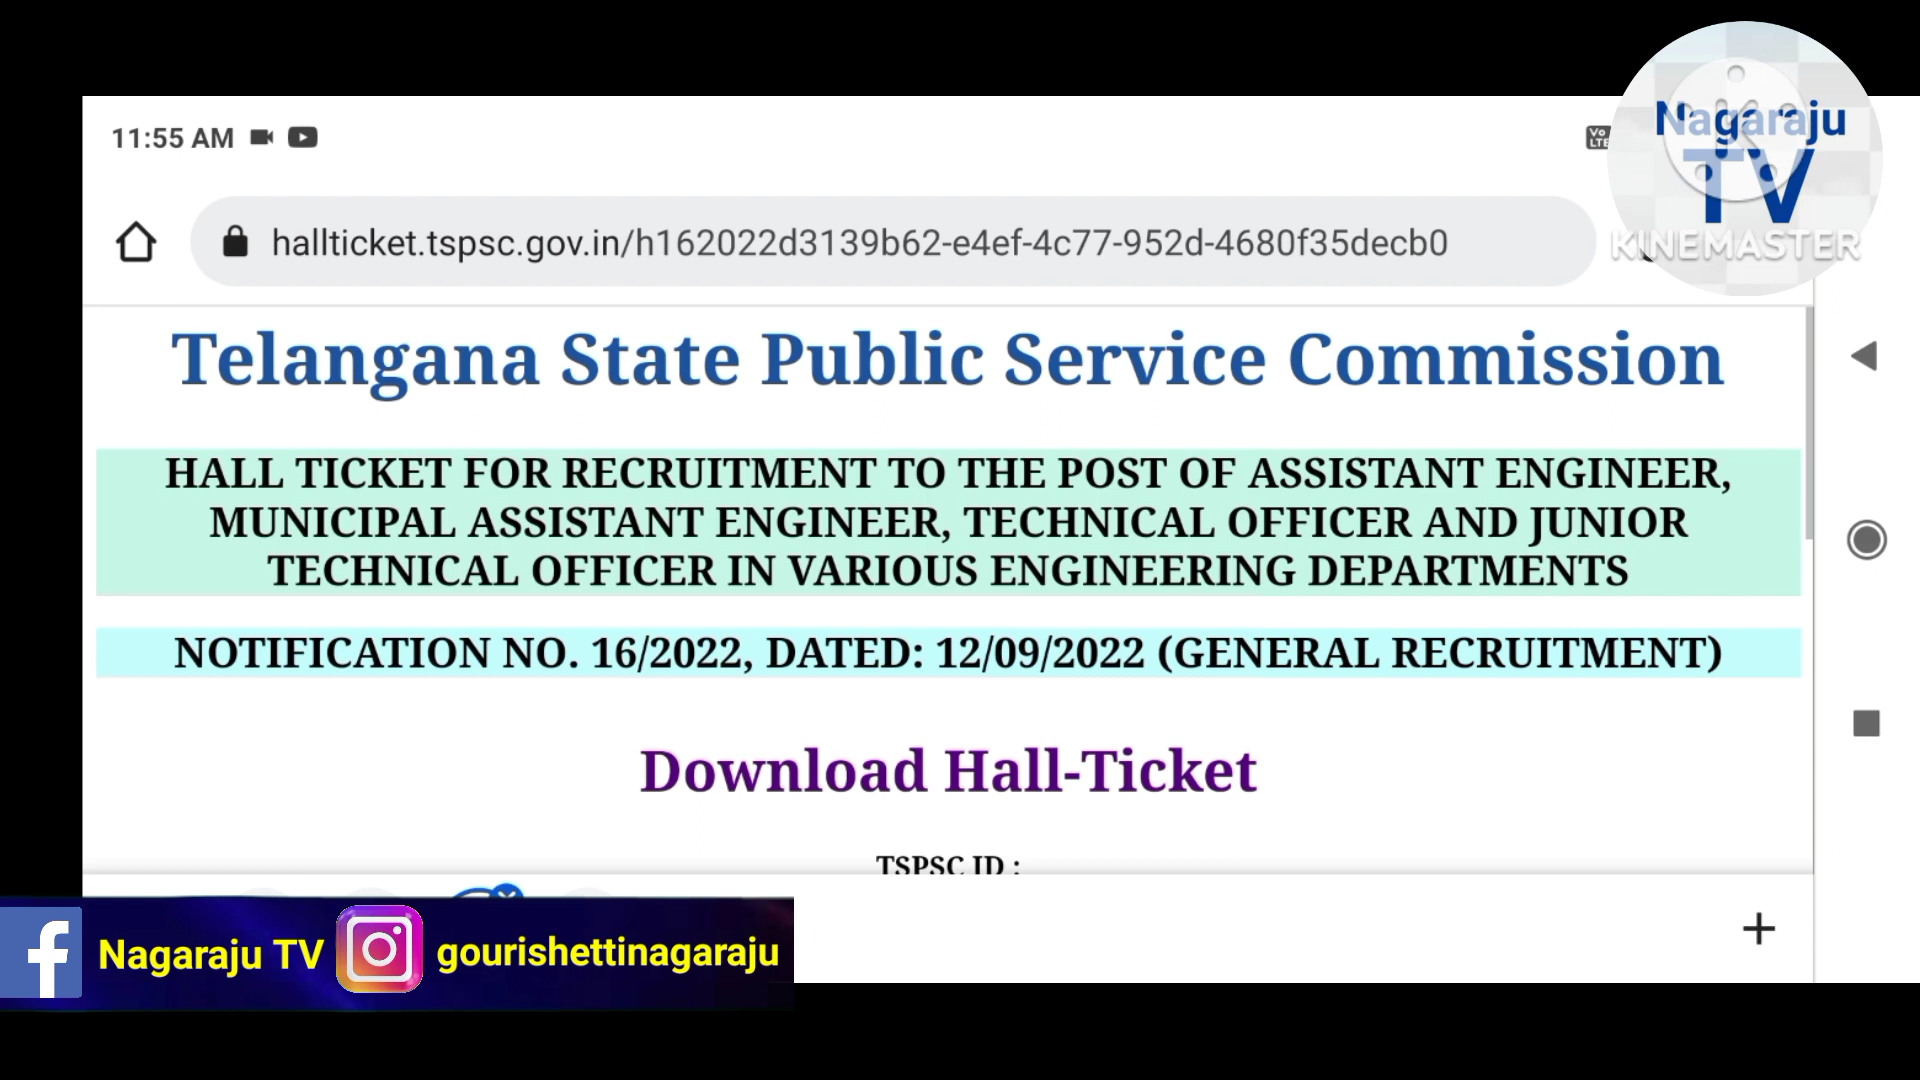 11:55 AM
Vo
LTE
Nagaraju
TV
KINEMASTER
hallticket.tspsc.gov.in/h162022d3139b62-e4ef-4c77-952d-4680f35decb0
Telangana State Public Service Commission
HALL TICKET FOR RECRUITMENT TO THE POST OF ASSISTANT ENGINEER,
MUNICIPAL ASSISTANT ENGINEER, TECHNICAL OFFICER AND JUNIOR
TECHNICAL OFFICER IN VARIOUS ENGINEERING DEPARTMENTS
NOTIFICATION NO. 16/2022, DATED: 12/09/2022 (GENERAL RECRUITMENT)
Download Hall-Ticket
TSPSC ID :
Nagaraju TV
gourishettinagaraju